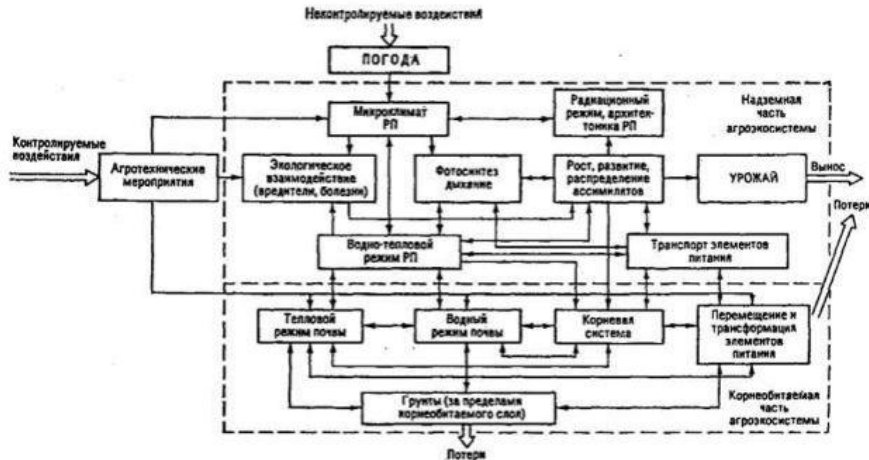 Неконтролируемые воздействия
ПОГОДА
Микроклимат
РП
Радиационный
режим, архитек-
тоника РП
Надземная
часть
агроэкосистемы
Контролируемые
воздействия
Агротехнические
мероприятия
Экологическое
взаимодействие
(вредители, болезни)
Фотосинтез
дыхание
Рост, развитие,
распределение
ассимилятов
УРОЖАЙ
Вынос
Потери
Водно-тепловой
режим РП
Транспорт элементов
питания
Тепловой
режим почвы
Водный
режим почвы
Корневая
система
Перемещение и
трансформация
элементов
питания
Грунты (за пределами
корнеобитаемого слоя)
Корнеобитаемая
часть
агроэкосистемы
Потери